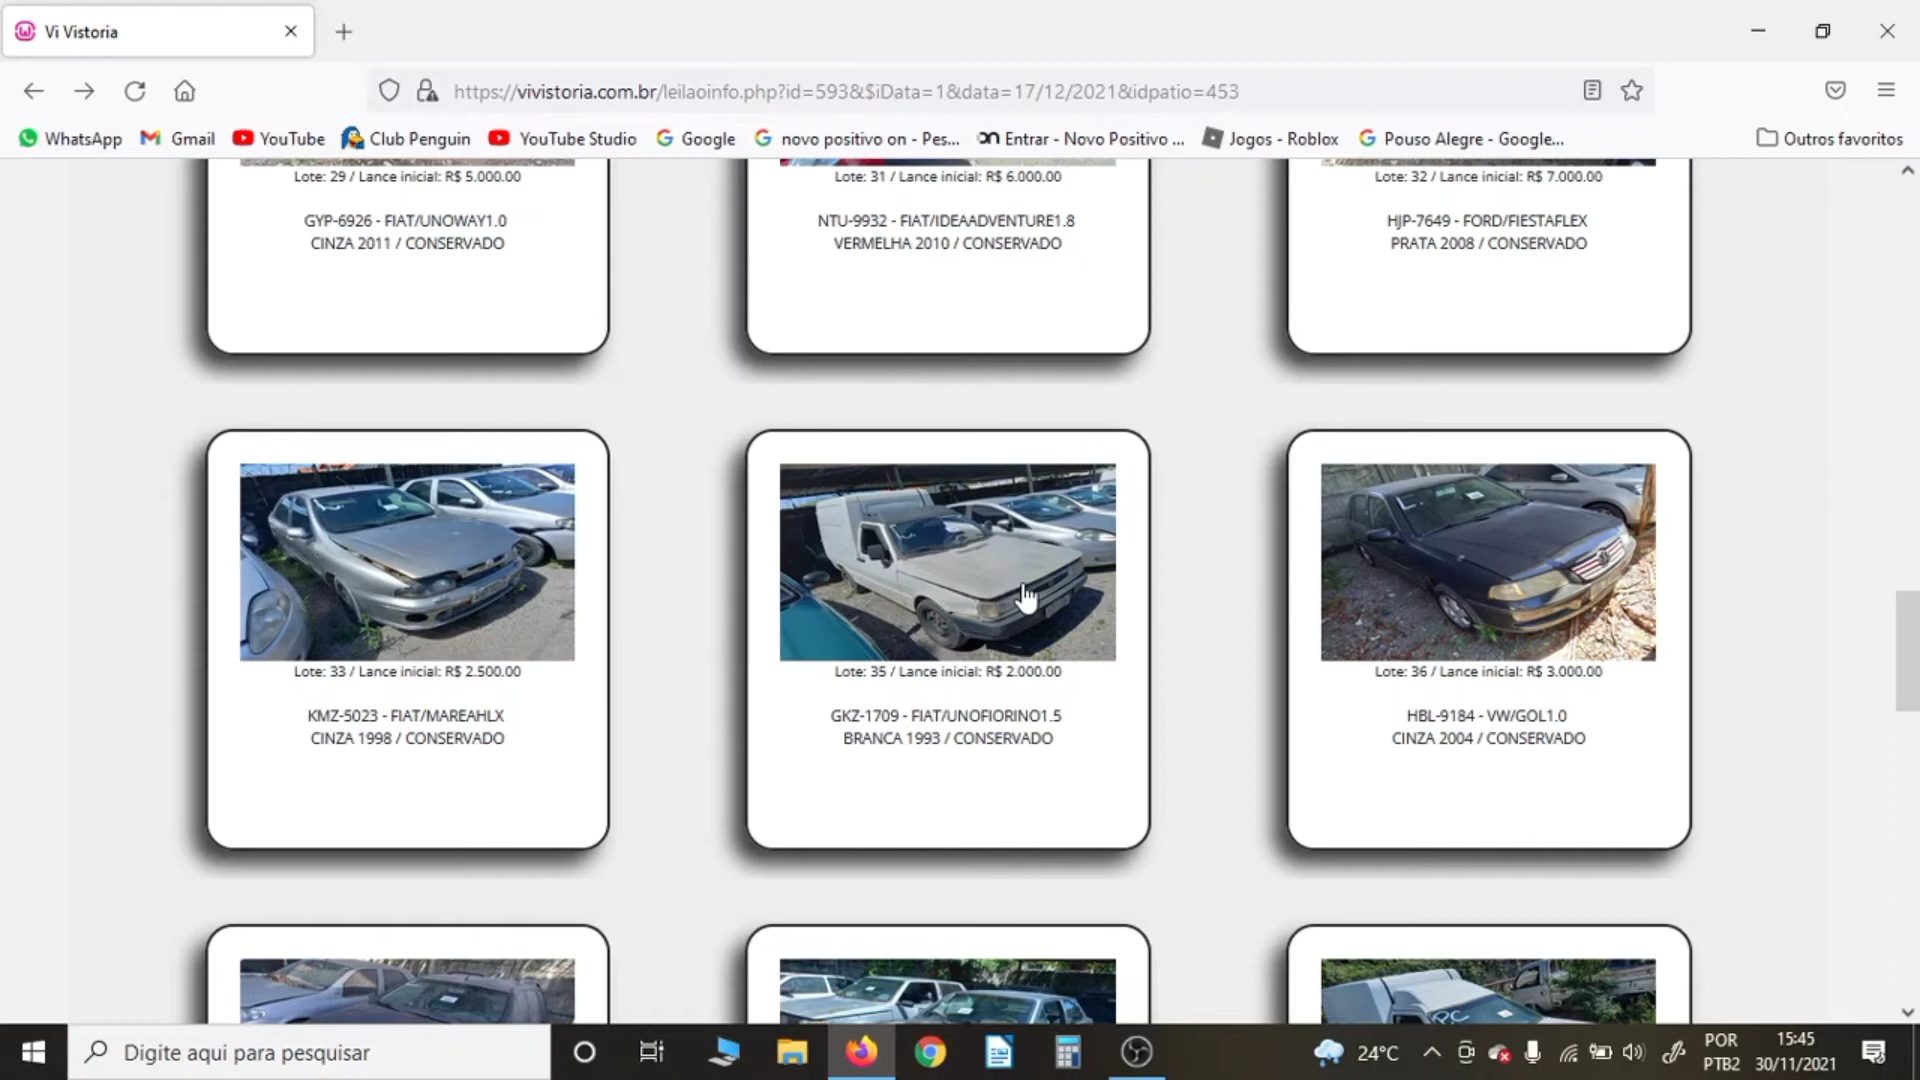 Vi Vistoria
https://vivistoria.com.br/leilaoinfo.php?id=593&$iData=1&data=17/12/2021&idpatio=453
WhatsApp
Gmail
YouTube
Club Penguin
YouTube Studio
Google
novo positivo on - Pes...
Entrar - Novo Positivo ...
Jogos - Roblox
Pouso Alegre - Google...
Outros favoritos
Lote: 29 / Lance inicial: R$ 5.000.00
GYP-6926 - FIAT/UNOWAY1.0
CINZA 2011 / CONSERVADO
Lote: 31 / Lance inicial: R$ 6.000.00
NTU-9932 - FIAT/IDEAADVENTURE1.8
VERMELHA 2010 / CONSERVADO
Lote: 32 / Lance inicial: R$ 7.000.00
HJP-7649 - FORD/FIESTAFLEX
PRATA 2008 / CONSERVADO
Lote: 33 / Lance inicial: R$ 2.500.00
KMZ-5023 - FIAT/MAREAHLX
CINZA 1998 / CONSERVADO
Lote: 35 / Lance inicial: R$ 2.000.00
GKZ-1709 - FIAT/UNOFIORINO1.5
BRANCA 1993 / CONSERVADO
Lote: 36 / Lance inicial: R$ 3.000.00
HBL-9184 - VW/GOL1.0
CINZA 2004 / CONSERVADO
Digite aqui para pesquisar
24°C
POR
PTB2
15:45
30/11/2021